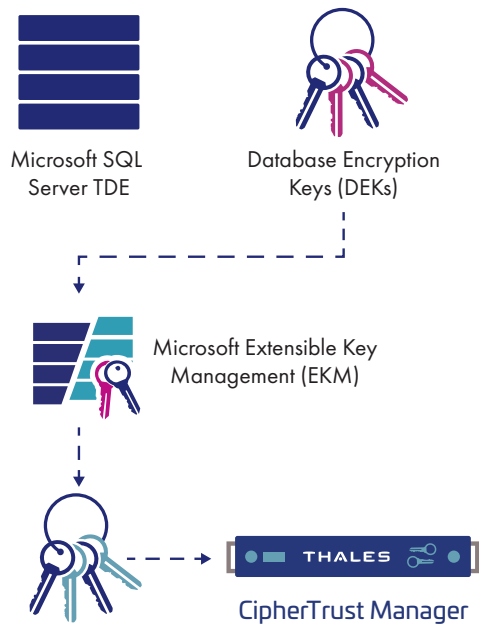 Microsoft SQL
Server TDE
Database Encryption
Keys (DEKs)
Microsoft Extensible Key
Management (EKM)
THALES
CipherTrust Manager